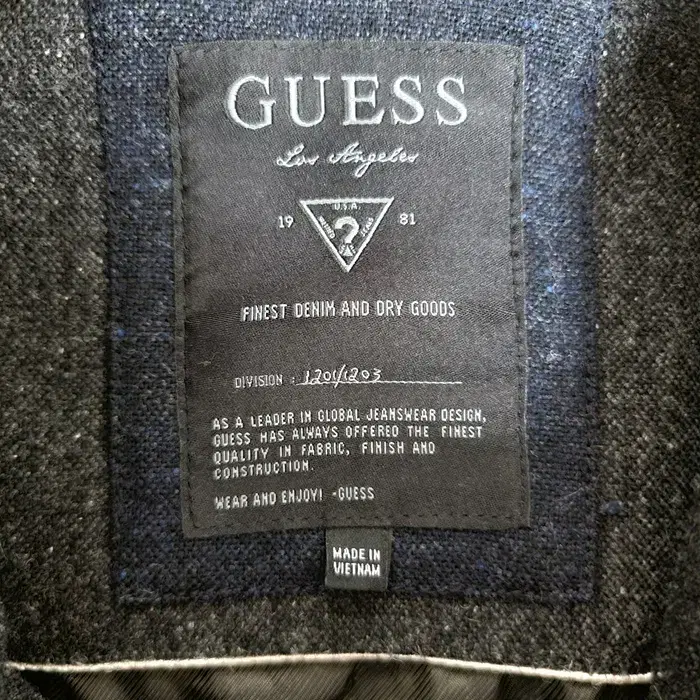 GUESS
Los Angeles
U.S.A.
19 ? 81
FINEST DENIM AND DRY GOODS
DIVISION : 1201/1203
AS A LEADER IN GLOBAL JEANSWEAR DESIGN,
GUESS HAS ALWAYS OFFERED THE FINEST
QUALITY IN FABRIC, FINISH AND
CONSTRUCTION.
WEAR AND ENJOY! -GUESS
MADE IN
VIETNAM